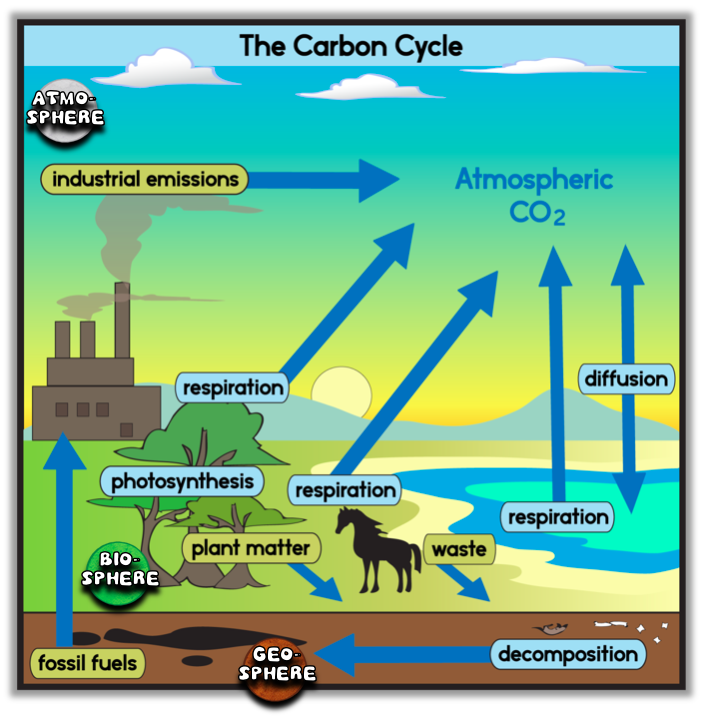 The Carbon Cycle
ATMO-
SPHERE
industrial emissions
Atmospheric
CO₂
respiration
diffusion
photosynthesis
respiration
respiration
plant matter
waste
BIO-
SPHERE
fossil fuels
GEO-
SPHERE
decomposition